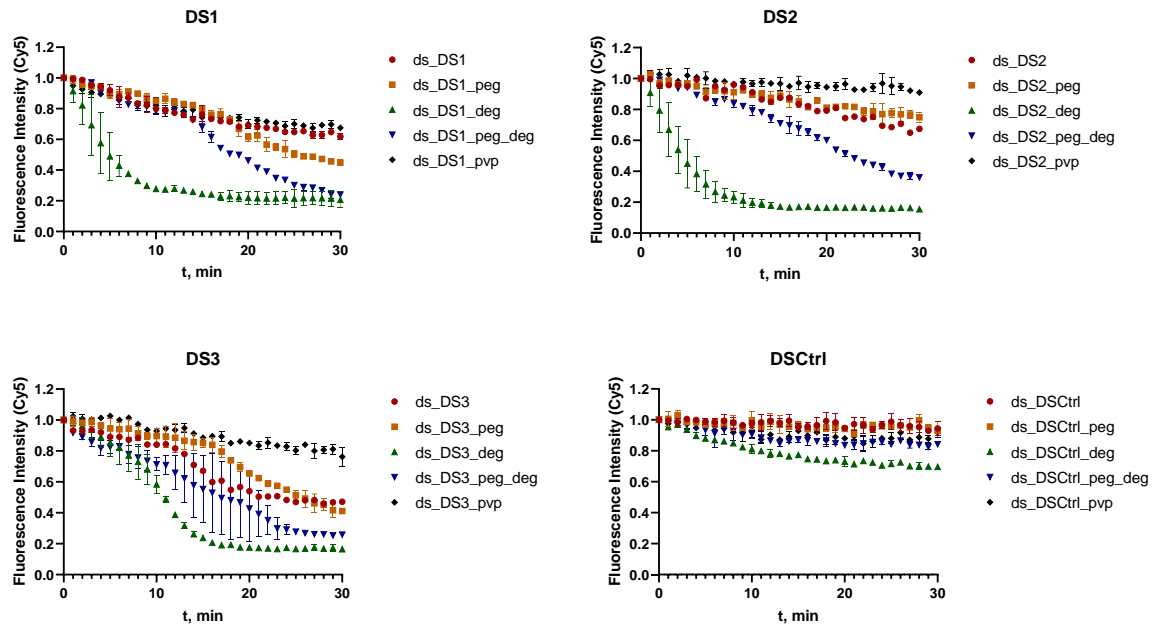 DS1
Fluorescence Intensity (Cy5)
1.2
1.0
0.8
0.6
0.4
0.2
0.0
0
10
20
30
t, min
ds_DS1
ds_DS1_peg
ds_DS1_deg
ds_DS1_peg_deg
ds_DS1_pvp
DS2
Fluorescence Intensity (Cy5)
1.2
1.0
0.8
0.6
0.4
0.2
0.0
0
10
20
30
t, min
ds_DS2
ds_DS2_peg
ds_DS2_deg
ds_DS2_peg_deg
ds_DS2_pvp
DS3
Fluorescence Intensity (Cy5)
1.2
1.0
0.8
0.6
0.4
0.2
0.0
0
10
20
30
t, min
ds_DS3
ds_DS3_peg
ds_DS3_deg
ds_DS3_peg_deg
ds_DS3_pvp
DSCtrl
Fluorescence Intensity (Cy5)
1.2
1.0
0.8
0.6
0.4
0.2
0.0
0
10
20
30
t, min
ds_DSCtrl
ds_DSCtrl_peg
ds_DSCtrl_deg
ds_DSCtrl_peg_deg
ds_DSCtrl_pvp